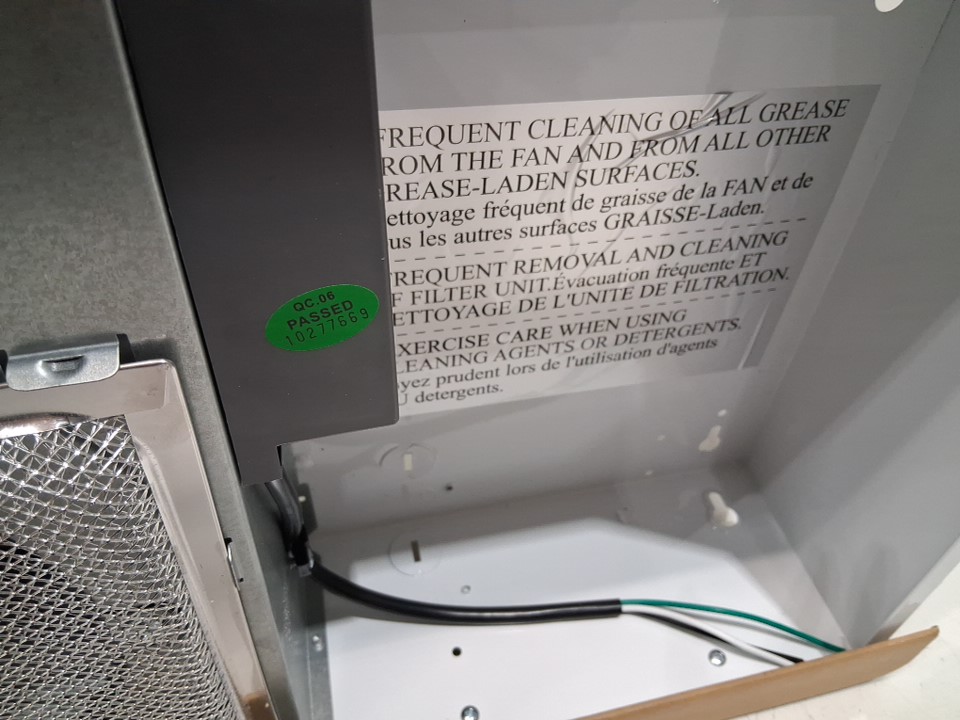 FREQUENT CLEANING OF ALL GREASE
ROM THE FAN AND FROM ALL OTHER
REASE-LADEN SURFACES.
ettoyage fréquent de graisse de la FAN et de
us les autres surfaces GRAISSE-Laden.
REQUENT REMOVAL AND CLEANING
F FILTER UNIT.Évacuation fréquente ET
ETTOYAGE DE L'UNITE DE FILTRATION.
XERCISE CARE WHEN USING
LEANING AGENTS OR DETERGENTS.
yez prudent lors de l'utilisation d'agents
U detergents.
QC.06
PASSED
10277669